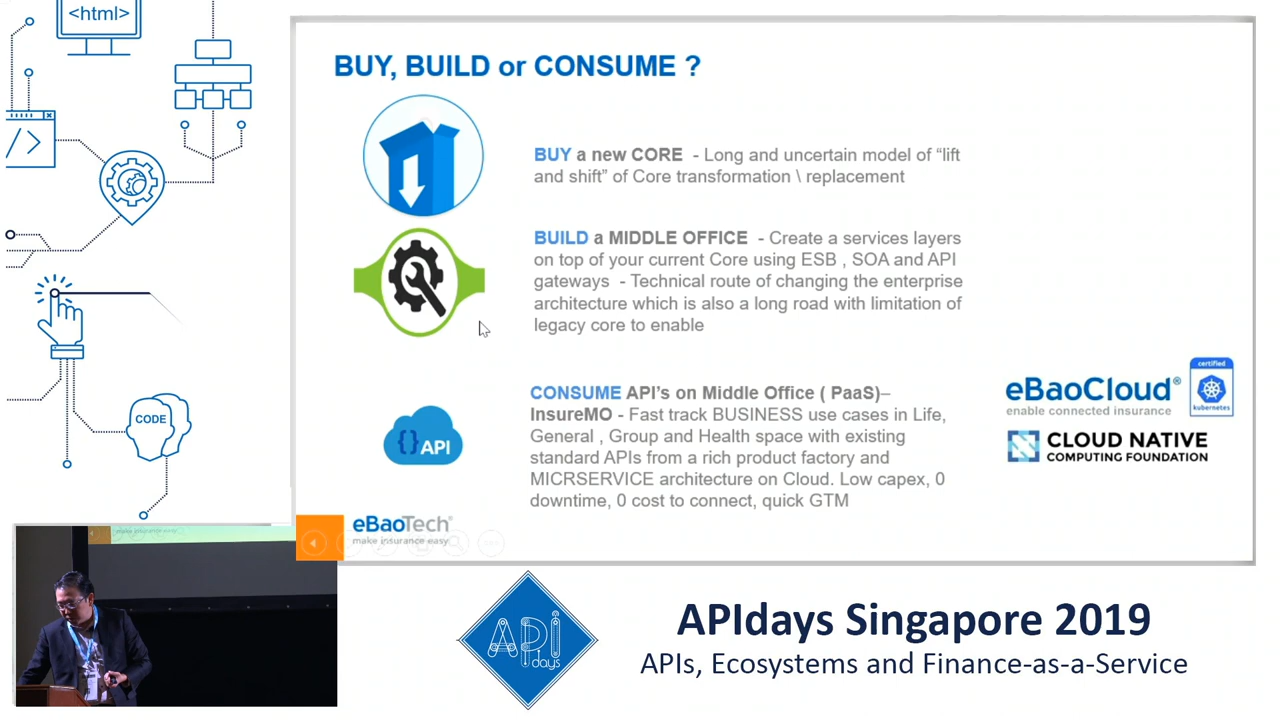 <html>
BUY, BUILD or CONSUME ?
BUY a new CORE - Long and uncertain model of “lift
and shift” of Core transformation \ replacement
BUILD a MIDDLE OFFICE - Create a services layers
on top of your current Core using ESB , SOA and API
gateways - Technical route of changing the enterprise
architecture which is also a long road with limitation of
legacy core to enable
CONSUME API’s on Middle Office ( PaaS)–
InsureMO - Fast track BUSINESS use cases in Life,
General , Group and Health space with existing
standard APIs from a rich product factory and
MICRSERVICE architecture on Cloud. Low capex, 0
downtime, 0 cost to connect, quick GTM
{} API
eBaoCloud®
enable connected insurance
certified
kubernetes
CLOUD NATIVE
COMPUTING FOUNDATION
</>
CODE
eBaoTech®
make insurance easy
make insurance easy
API
days
APIdays Singapore 2019
APIs, Ecosystems and Finance-as-a-Service